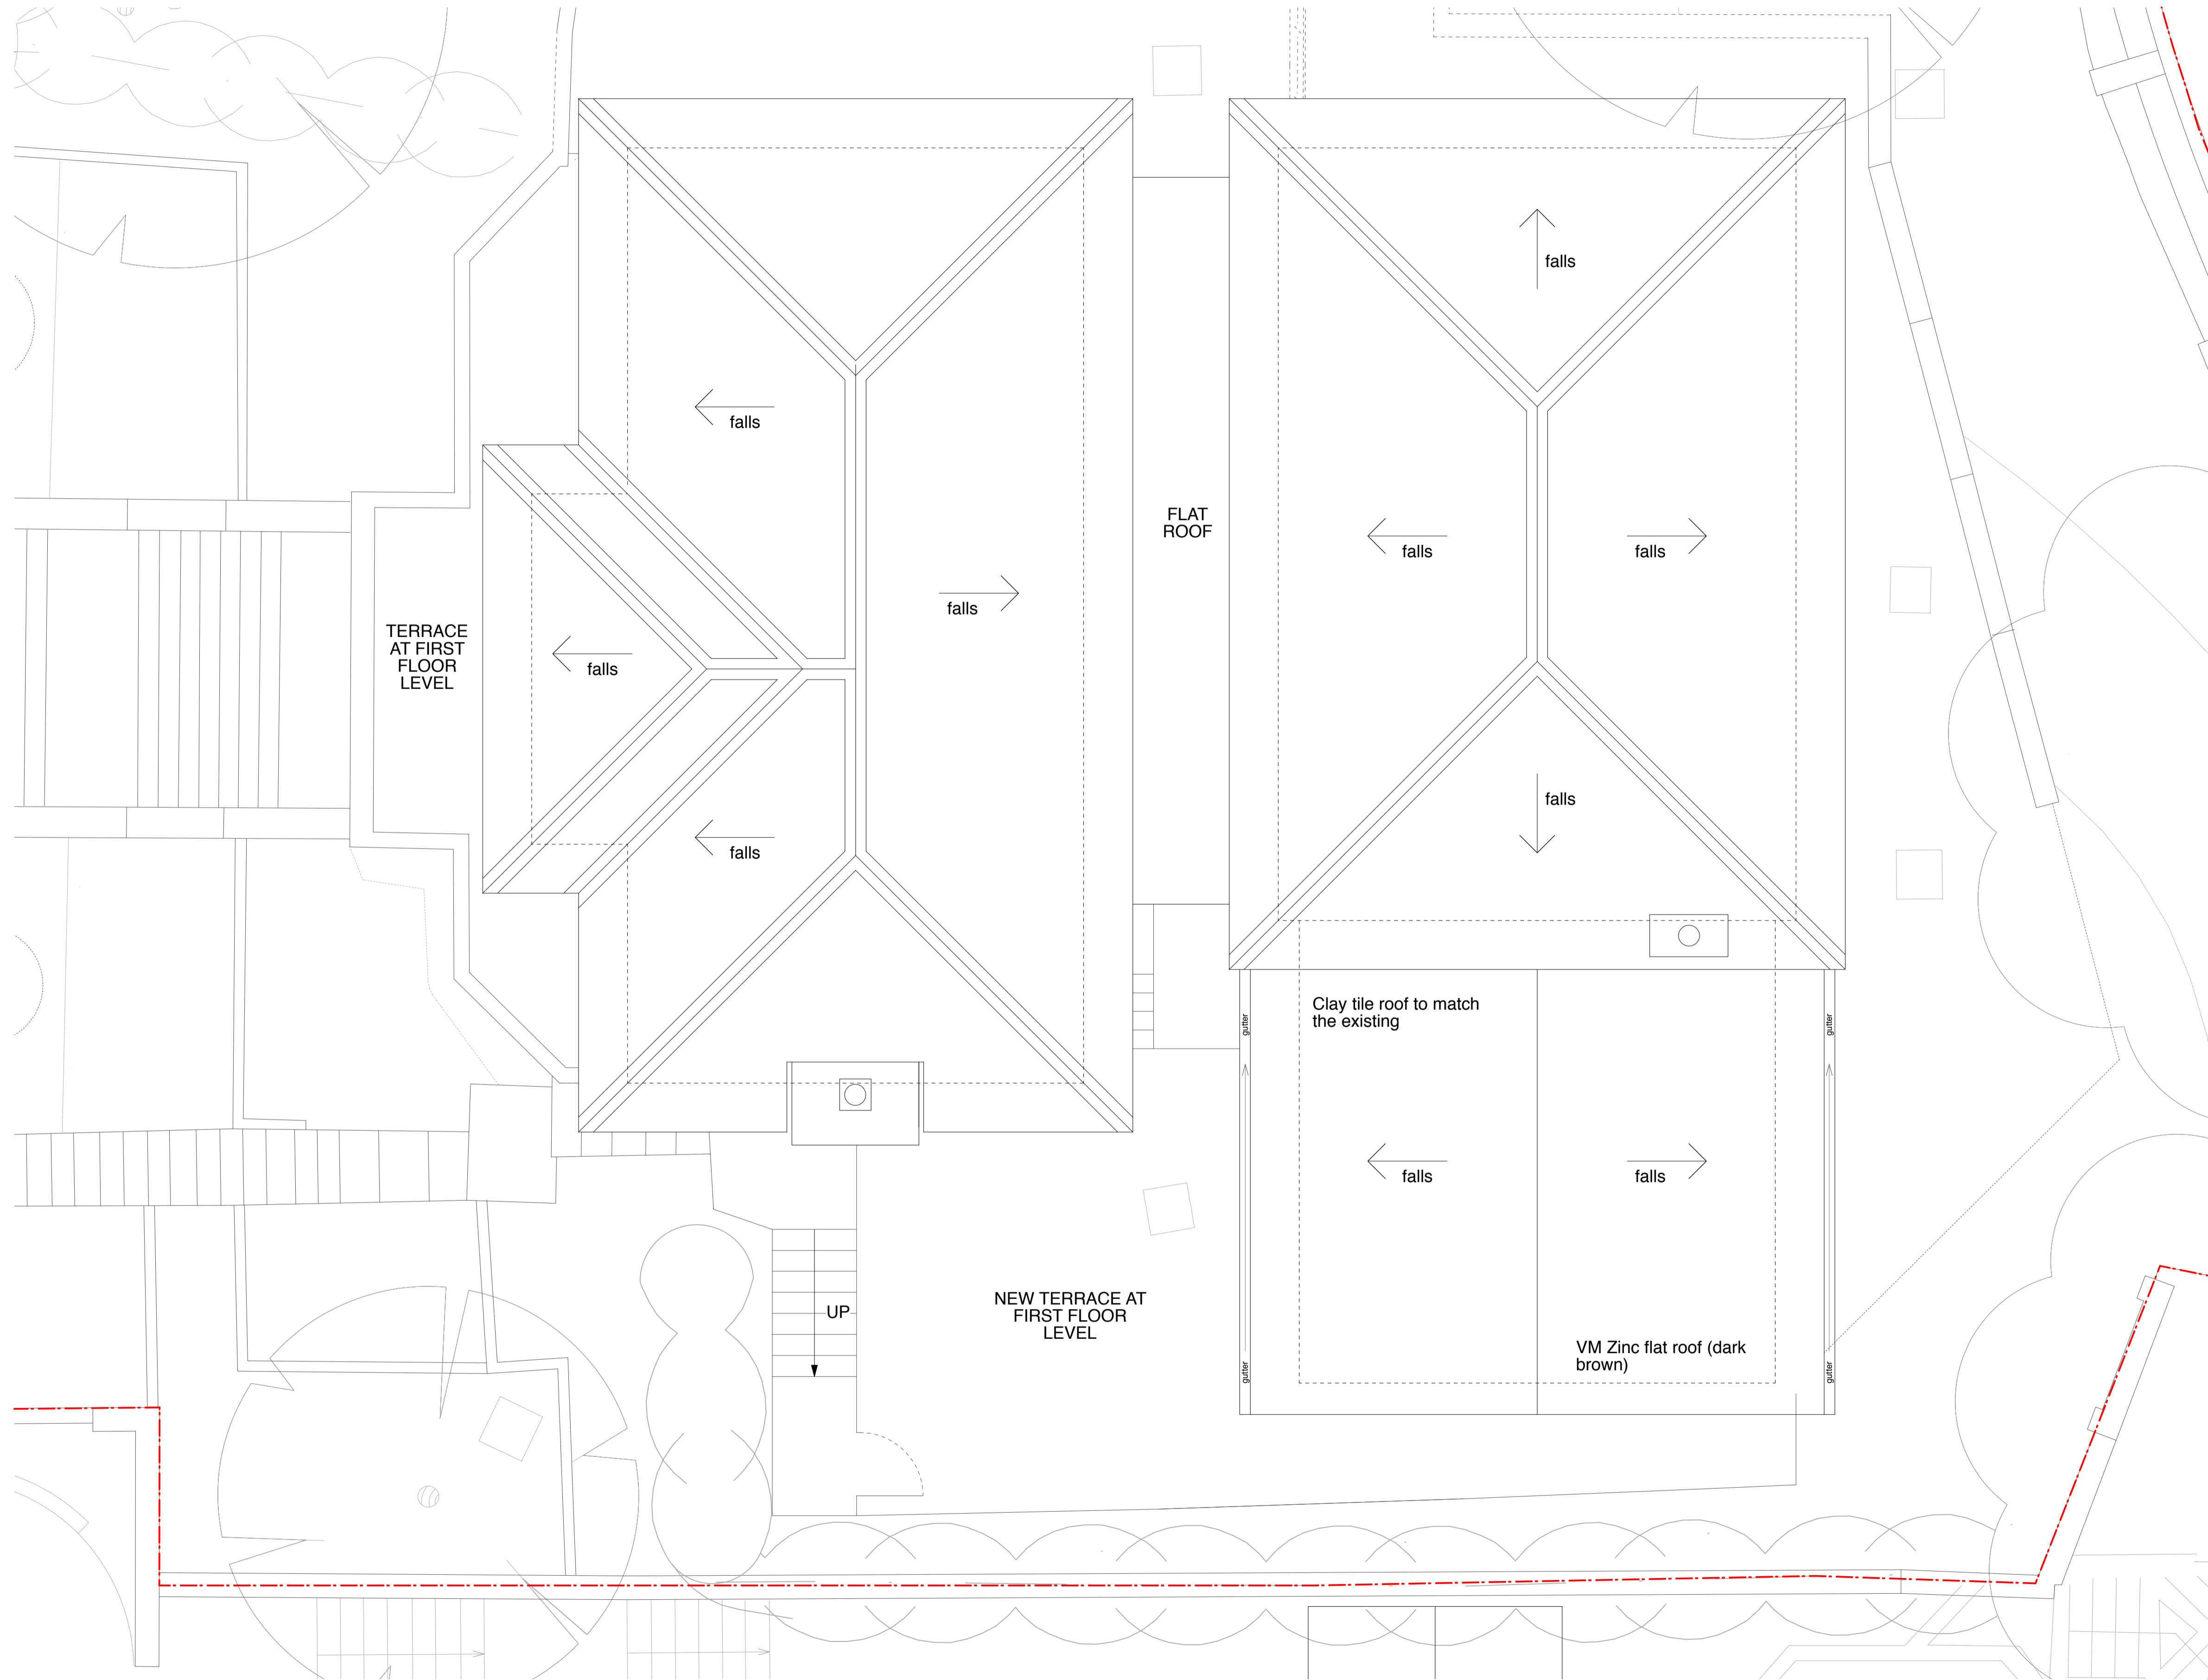 falls
falls
FLAT
ROOF
falls
falls
falls
TERRACE
AT FIRST
FLOOR
LEVEL
falls
falls
falls
falls
Clay tile roof to match
the existing
gutter
gutter
falls
falls
UP
NEW TERRACE AT
FIRST FLOOR
LEVEL
VM Zinc flat roof (dark
brown)
gutter
gutter